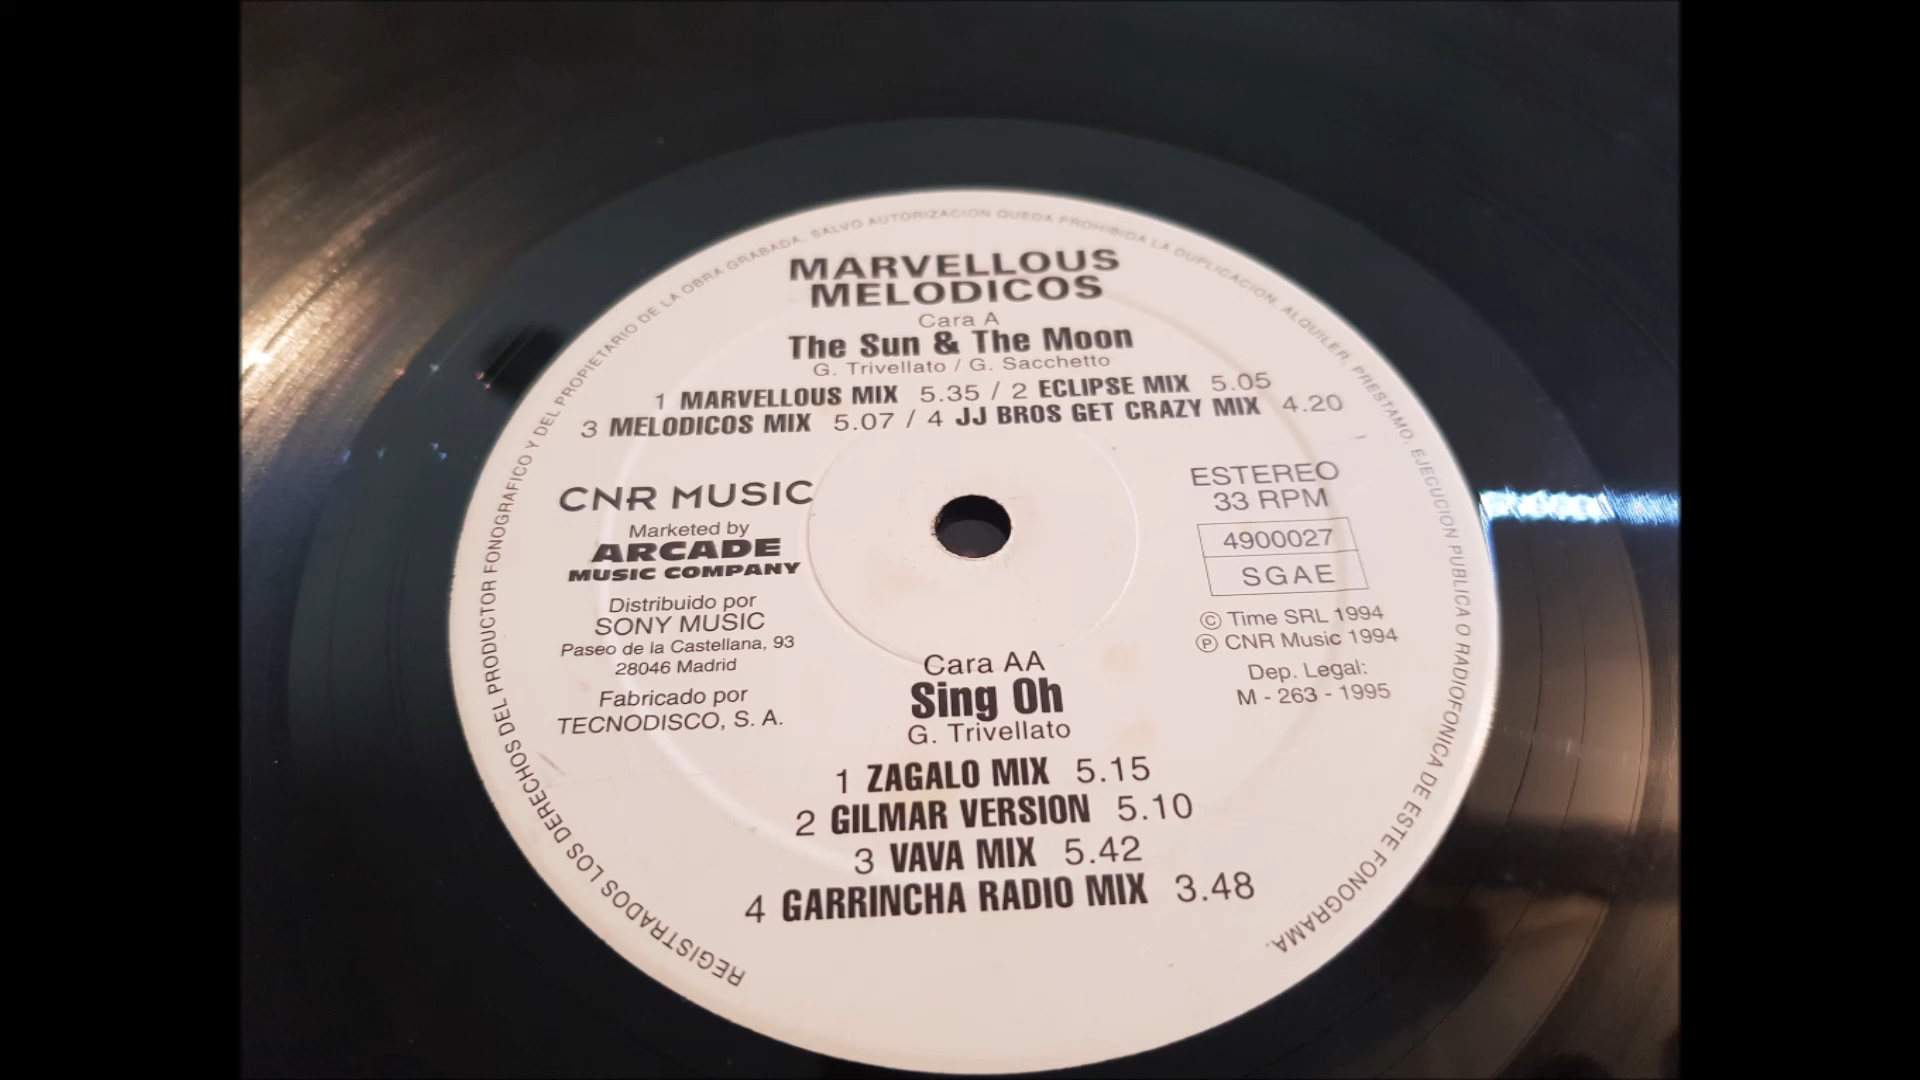 REGISTRADOS LOS DERECHOS DEL PRODUCTOR FONOGRAFICO Y DEL PROPIETARIO DE LA OBRA GRABADA. SALVO AUTORIZACION QUEDA PROHIBIDA LA DUPLICACION, ALQUILER, PRESTAMO, EJECUCION PUBLICA O RADIOFONICA DE ESTE FONOGRAMA.
MARVELLOUS
MELODICOS
Cara A
The Sun & The Moon
G. Trivellato / G. Sacchetto
1 MARVELLOUS MIX 5.35 / 2 ECLIPSE MIX 5.05
3 MELODICOS MIX 5.07 / 4 JJ BROS GET CRAZY MIX 4.20
CNR MUSIC
Marketed by
ARCADE
MUSIC COMPANY
Distribuido por
SONY MUSIC
Paseo de la Castellana, 93
28046 Madrid
Fabricado por
TECNODISCO, S. A.
ESTEREO
33 RPM
4900027
SGAE
© Time SRL 1994
℗ CNR Music 1994
Dep. Legal:
M - 263 - 1995
Cara AA
Sing Oh
G. Trivellato
1 ZAGALO MIX 5.15
2 GILMAR VERSION 5.10
3 VAVA MIX 5.42
4 GARRINCHA RADIO MIX 3.48